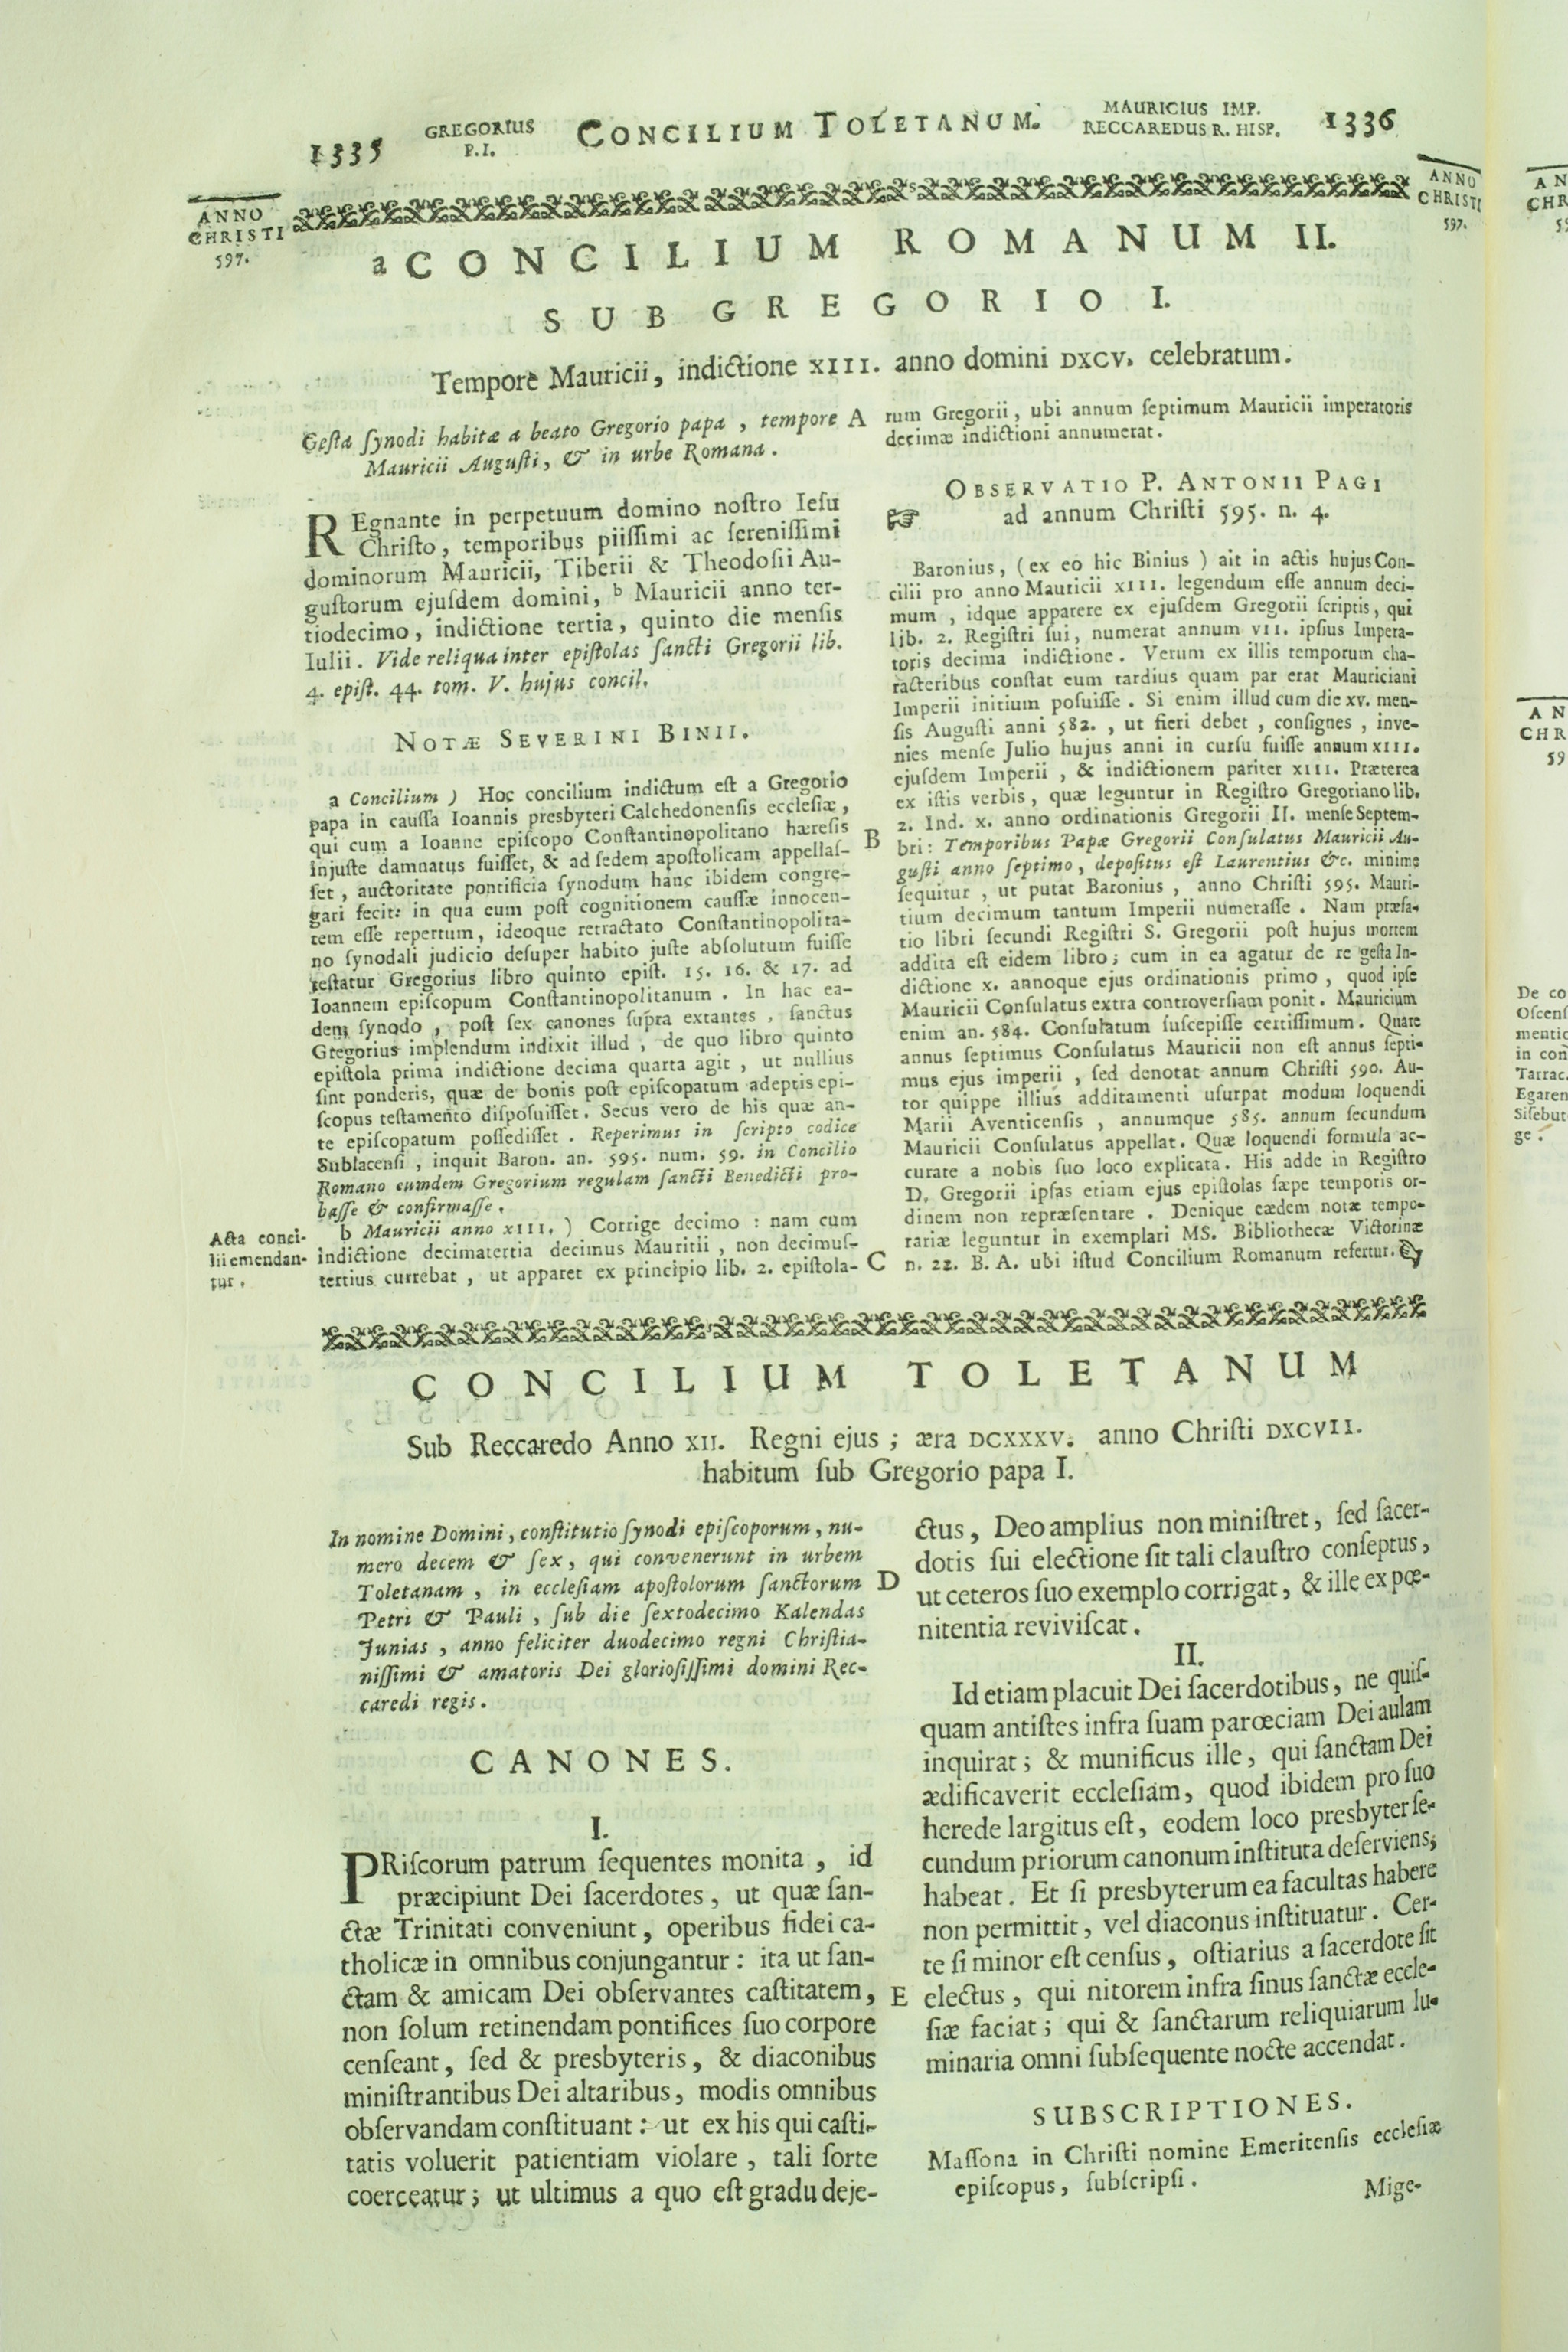 1335
GREGORIUS
P. I.
CONCILIUM TOLETANUM.
MAURICIUS IMP.
RECCAREDUS R. HISP.
1336
ANNO
CHRISTI
597.
ANNO
CHRISTI
597.
a CONCILIUM ROMANUM II.
SUB GREGORIO I.
Tempore Mauricii, indictione XIII. anno domini DXCV. celebratum.
Gesta ſynodi habitæ a beato Gregorio papa, tempore
Mauricii Auguſti, & in urbe Romana.
REgnante in perpetuum domino noſtro Ieſu
Chriſto, temporibus piiſſimi ac ſereniſſimi
dominorum Mauricii, Tiberii & Theodoſii Au-
guſtorum ejuſdem domini, b Mauricii anno ter-
tiodecimo, indictione tertia, quinto die menſis
Iulii. Vide reliqua inter epiſtolas ſancti Gregorii lib.
4. epiſt. 44. tom. V. hujus concil.
NOTÆ SEVERINI BINII.
a Concilium ) Hoc concilium indictum eſt a Gregorio
papa in cauſſa Ioannis presbyteri Calchedonenſis eccleſiæ,
qui cum a Ioanne epiſcopo Conſtantinopolitano hæreſis
injuſte damnatus fuiſſet, & ad ſedem apoſtolicam appellaſ-
ſet, auctoritate pontificia ſynodum hanc ibidem congre-
gari fecit: in qua eum poſt cognitionem cauſſæ innocen-
tem eſſe repertum, ideoque retractato Conſtantinopolita-
no ſynodali judicio deſuper habito juſte abſolutum fuiſſe
teſtatur Gregorius libro quinto epiſt. 15. 16. & 17. ad
Ioannem epiſcopum Conſtantinopolitanum. In hac ea-
dem ſynodo, poſt ſex canones ſupra extantes, ſanctus
Gregorius implendum indixit illud, de quo libro quinto
epiſtola prima indictione decima quarta agit, ut nullius
ſint ponderis, quæ de bonis poſt epiſcopatum adeptis epi-
ſcopus teſtamento diſpoſuiſſet. Secus vero de his quæ an-
te epiſcopatum poſſediſſet. Reperimus in ſcripto codice
Sublacenſi, inquit Baron. an. 595. num. 59. in Concilio
Romano eumdem Gregorium regulam ſancti Benedicti pro-
baſſe & confirmaſſe.
b Mauricii anno XIII. ) Corrige decimo: nam cum
indictione decimatertia decimus Mauritii, non decimuſ-
tertius currebat, ut apparet ex principio lib. 2. epiſtola-
Acta conci-
lii emendan-
tur.
A
B
C
rum Gregorii, ubi annum ſeptimum Mauricii imperatoris
decimæ indictioni annumerat.
OBSERVATIO P. ANTONII PAGI
ad annum Chriſti 595. n. 4.
Baronius, ( ex eo hic Binius ) ait in actis hujus Con-
cilii pro anno Mauricii XIII. legendum eſſe annum deci-
mum, idque apparere ex ejuſdem Gregorii ſcriptis, qui
lib. 2. Regiſtri ſui, numerat annum VII. ipſius Impera-
toris decima indictione. Verum ex illis temporum cha-
racteribus conſtat eum tardius quam par erat Mauriciani
Imperii initium poſuiſſe. Si enim illud cum die XV. men-
ſis Auguſti anni 582., ut fieri debet, conſignes, inve-
nies menſe Julio hujus anni in curſu fuiſſe annum XIII.
ejuſdem Imperii, & indictionem pariter XIII. Præterea
ex iſtis verbis, quæ leguntur in Regiſtro Gregoriano lib.
2. Ind. X. anno ordinationis Gregorii II. menſe Septem-
bri: Temporibus Papæ Gregorii Conſulatus Mauricii Au-
guſti anno ſeptimo, depoſitus eſt Laurentius &c. minime
ſequitur, ut putat Baronius, anno Chriſti 595. Mauri-
tium decimum tantum Imperii numeraſſe. Nam præfa-
tio libri ſecundi Regiſtri S. Gregorii poſt hujus mortem
addita eſt eidem libro; cum in ea agatur de re geſta In-
dictione X. annoque ejus ordinationis primo, quod ipſe
Mauricii Conſulatus extra controverſiam ponit. Mauricium
enim an. 584. Conſulatum ſuſcepiſſe certiſſimum. Quare
annus ſeptimus Conſulatus Mauricii non eſt annus ſepti-
mus ejus imperii, ſed denotat annum Chriſti 590. Au-
tor quippe illius additamenti uſurpat modum loquendi
Marii Aventicenſis, annumque 585. annum ſecundum
Mauricii Conſulatus appellat. Quæ loquendi formula ac-
curate a nobis ſuo loco explicata. His adde in Regiſtro
D. Gregorii ipſas etiam ejus epiſtolas ſæpe temporis or-
dinem non repræſentare. Denique eædem notæ tempo-
rariæ leguntur in exemplari MS. Bibliothecæ Victorinæ
n. 22. B. A. ubi iſtud Concilium Romanum refertur.
CONCILIUM TOLETANUM
Sub Reccaredo Anno XII. Regni ejus; æra DCXXXV. anno Chriſti DXCVII.
habitum ſub Gregorio papa I.
In nomine Domini, conſtitutio ſynodi epiſcoporum, nu-
mero decem & ſex, qui convenerunt in urbem
Toletanam, in eccleſiam apoſtolorum ſanctorum
Petri & Pauli, ſub die ſextodecimo Kalendas
Junias, anno feliciter duodecimo regni Chriſtia-
niſſimi & amatoris Dei glorioſiſſimi domini Rec-
caredi regis.
CANONES.
I.
PRiſcorum patrum ſequentes monita, id
præcipiunt Dei ſacerdotes, ut quæ ſan-
ctæ Trinitati conveniunt, operibus fidei ca-
tholicæ in omnibus conjungantur: ita ut ſan-
ctam & amicam Dei obſervantes caſtitatem,
non ſolum retinendam pontifices ſuo corpore
cenſeant, ſed & presbyteris, & diaconibus
miniſtrantibus Dei altaribus, modis omnibus
obſervandam conſtituant: ut ex his qui caſti-
tatis voluerit patientiam violare, tali ſorte
coerceatur; ut ultimus a quo eſt gradu deje-
D
E
ctus, Deo amplius non miniſtret, ſed ſacer-
dotis ſui electione ſit tali clauſtro conſeptus,
ut ceteros ſuo exemplo corrigat, & ille ex pœ-
nitentia reviviſcat.
II.
Id etiam placuit Dei ſacerdotibus, ne quiſ-
quam antiſtes infra ſuam parœciam Dei aulam
inquirat; & munificus ille, qui ſanctam Dei
ædificaverit eccleſiam, quod ibidem pro ſuo
herede largitus eſt, eodem loco presbyter ſe-
cundum priorum canonum inſtituta deſerviens,
habeat. Et ſi presbyterum ea facultas habere
non permittit, vel diaconus inſtituatur. Cer-
te ſi minor eſt cenſus, oſtiarius a ſacerdote ſit
electus, qui nitorem infra ſinus ſanctæ eccle-
ſiæ faciat; qui & ſanctarum reliquiarum lu-
minaria omni ſubſequente nocte accendat.
SUBSCRIPTIONES.
Maſſona in Chriſti nomine Emeritenſis eccleſiæ
epiſcopus, ſubſcripſi.
Mige-
AN
CHR
AN
CHR
59
De co
Oſcenſ
mentio
in con
Tarrac.
Egaren
Siſebut
ge.